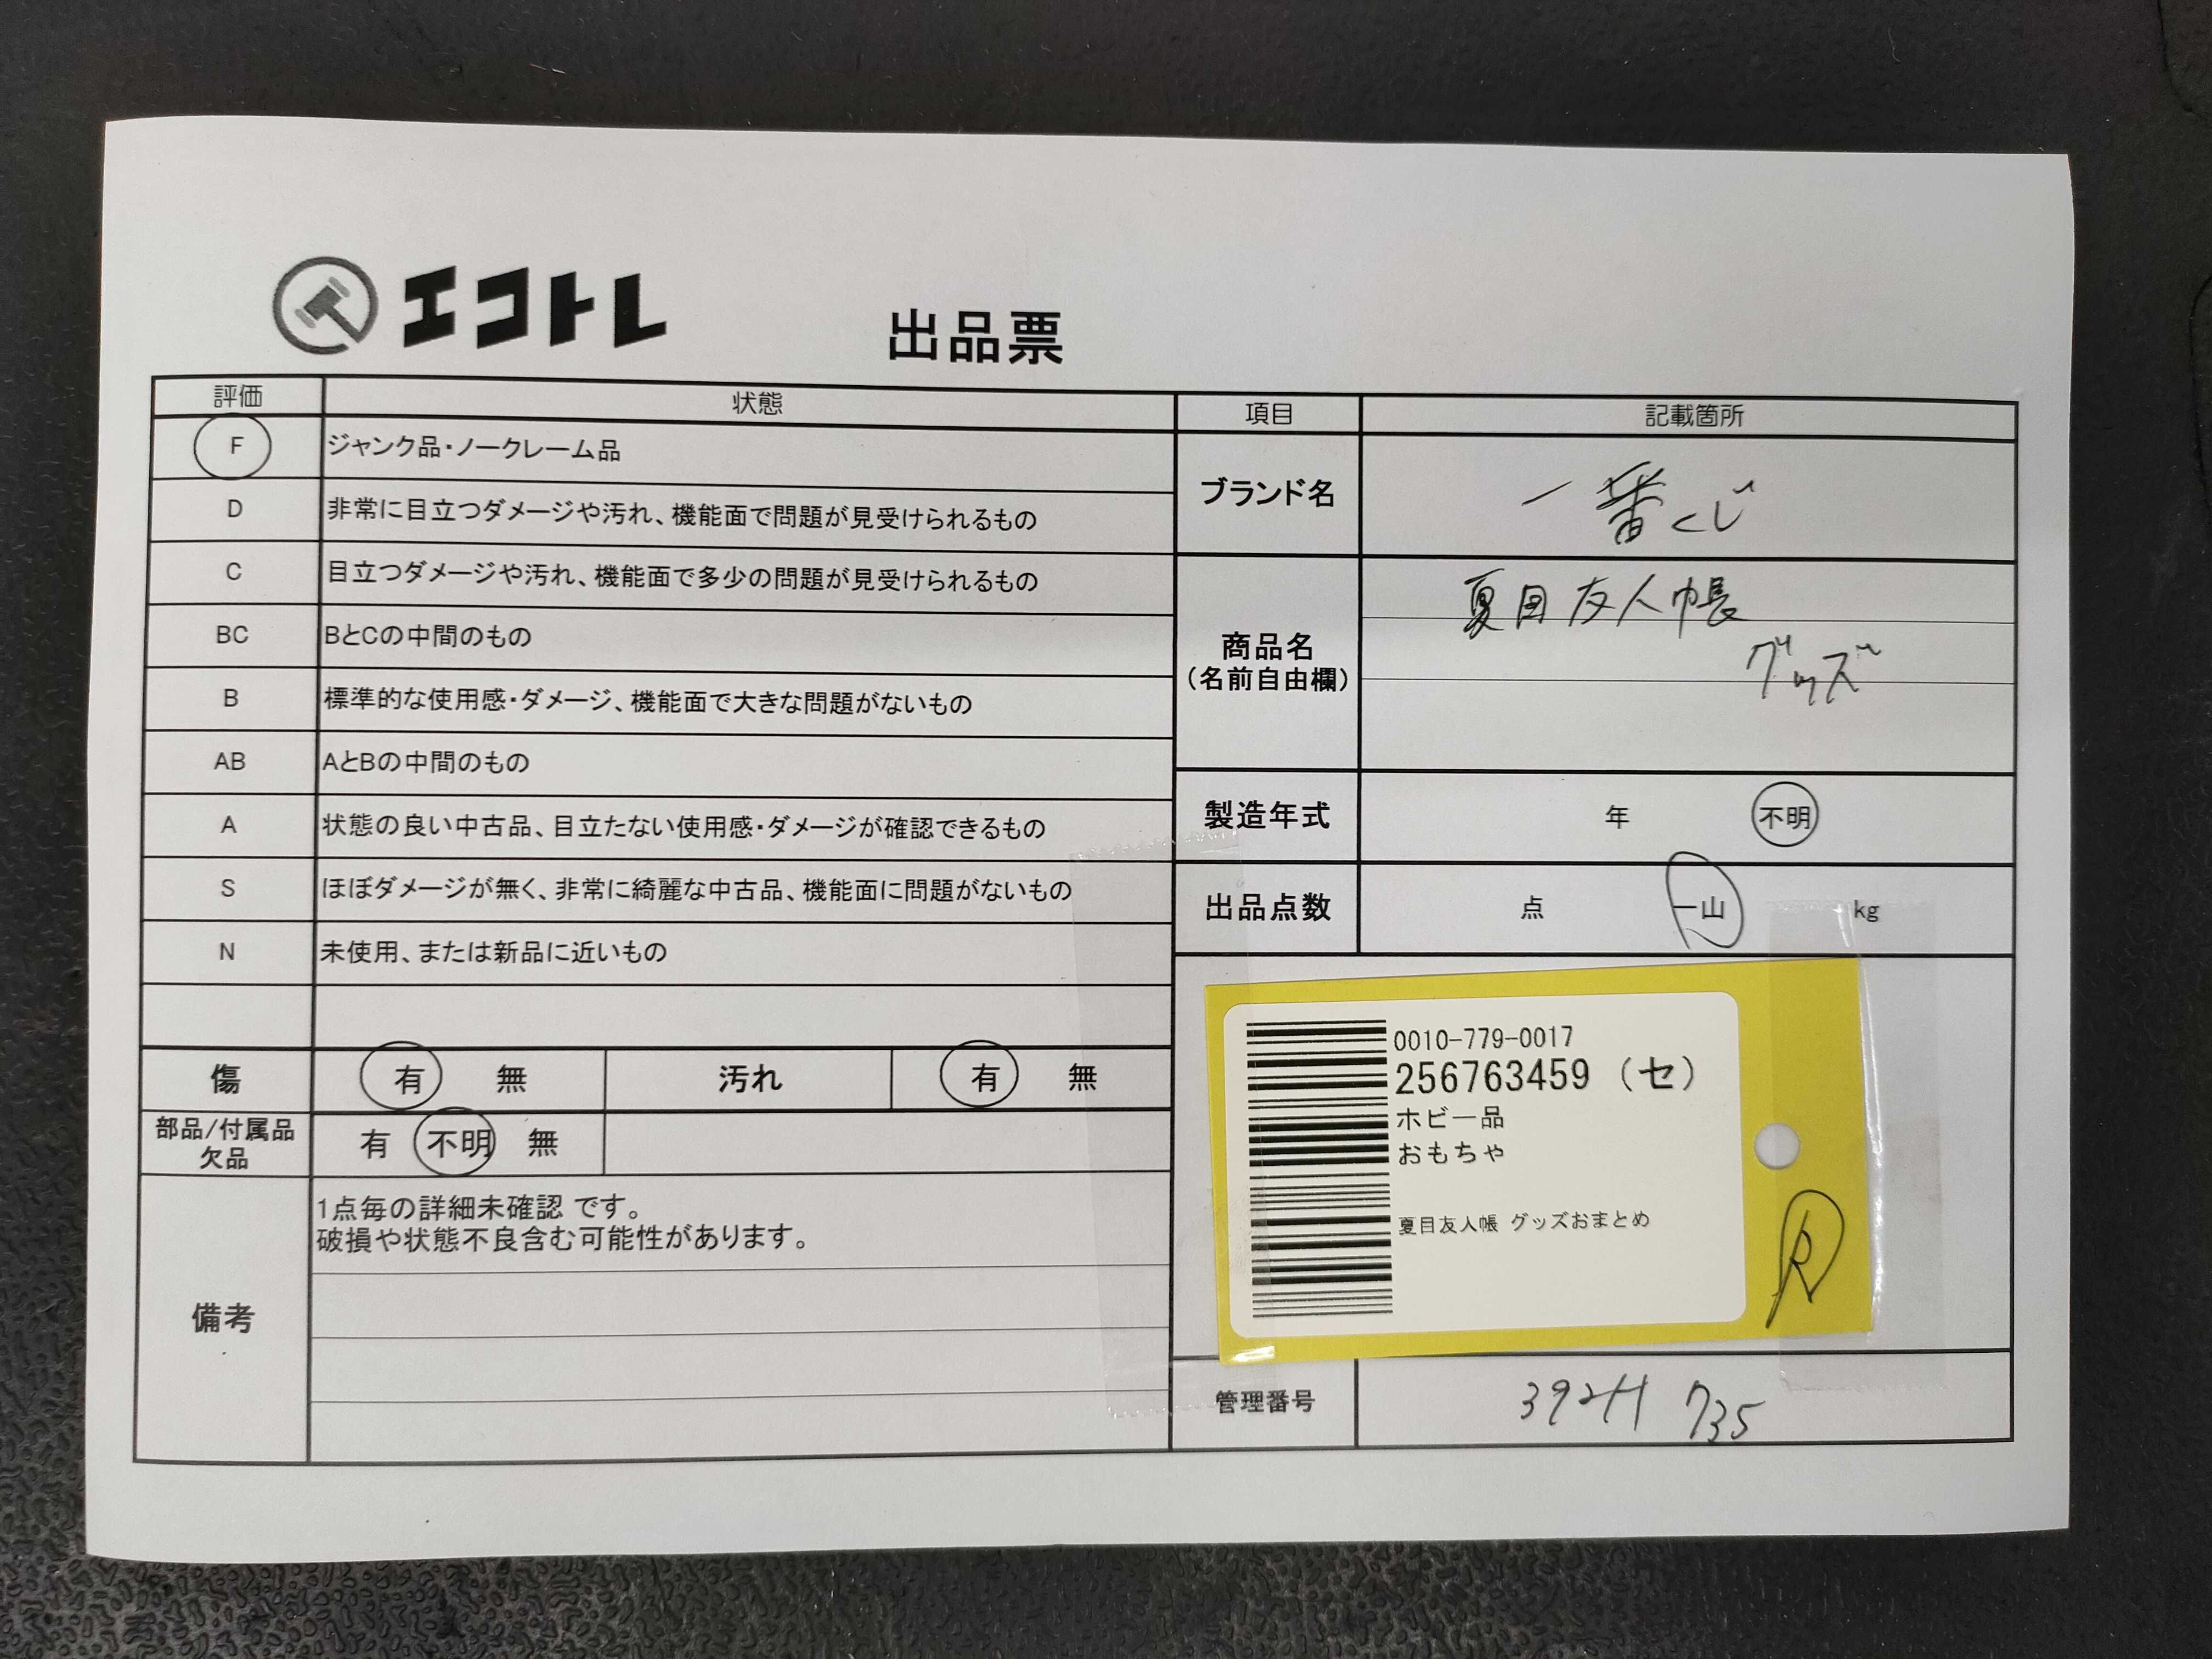 エコトレ
出品票
評価 状態
F ジャンク品・ノークレーム品
D 非常に目立つダメージや汚れ、機能面で問題が見受けられるもの
C 目立つダメージや汚れ、機能面で多少の問題が見受けられるもの
BC BとCの中間のもの
B 標準的な使用感・ダメージ、機能面で大きな問題がないもの
AB AとBの中間のもの
A 状態の良い中古品、目立たない使用感・ダメージが確認できるもの
S ほぼダメージが無く、非常に綺麗な中古品、機能面に問題がないもの
N 未使用、または新品に近いもの
傷 有 無 汚れ 有 無
部品/付属品
欠品
有 不明 無
備考
1点毎の詳細未確認 です。
破損や状態不良含む可能性があります。
項目 記載箇所
ブランド名 一番くじ
商品名
(名前自由欄)
夏目友人帳
グッズ
製造年式 年 不明
出品点数 点 一山 kg
0010-779-0017
256763459 (セ)
ホビー品
おもちゃ
夏目友人帳 グッズおまとめ
管理番号 392H 735